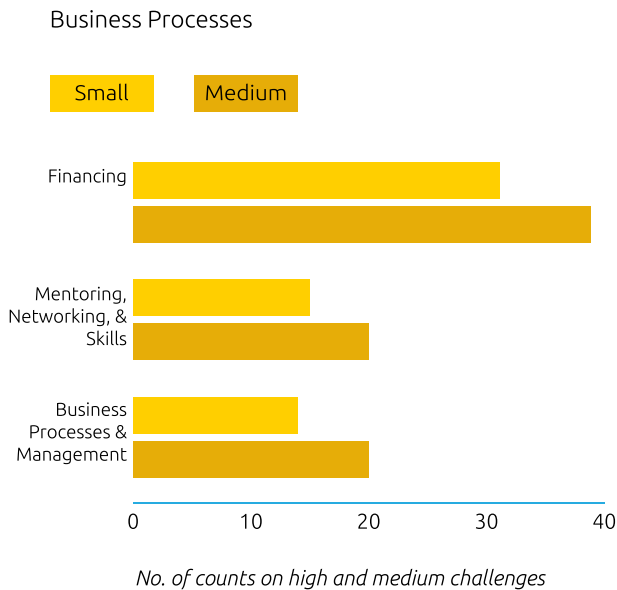 Business Processes
Small
Medium
Financing
Mentoring,
Networking, &
Skills
Business
Processes &
Management
0 10 20 30 40
No. of counts on high and medium challenges